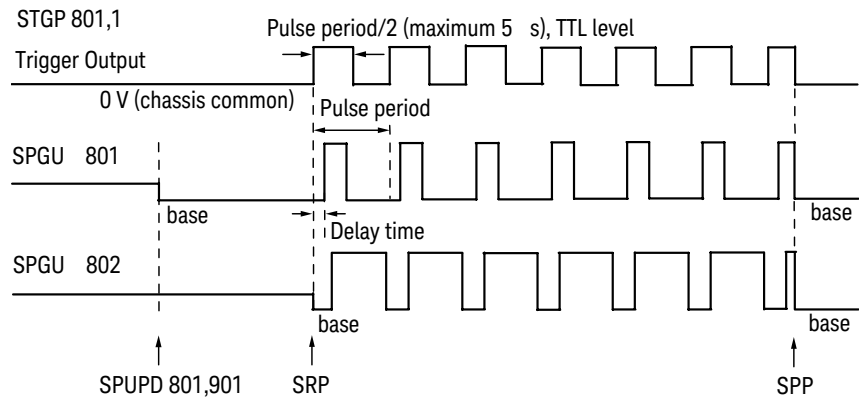 STGP 801,1
Pulse period/2 (maximum 5 s), TTL level
Trigger Output
0 V (chassis common)
Pulse period
SPGU 801
base
base
Delay time
SPGU 802
base
base
SPUPD 801,901
SRP
SPP